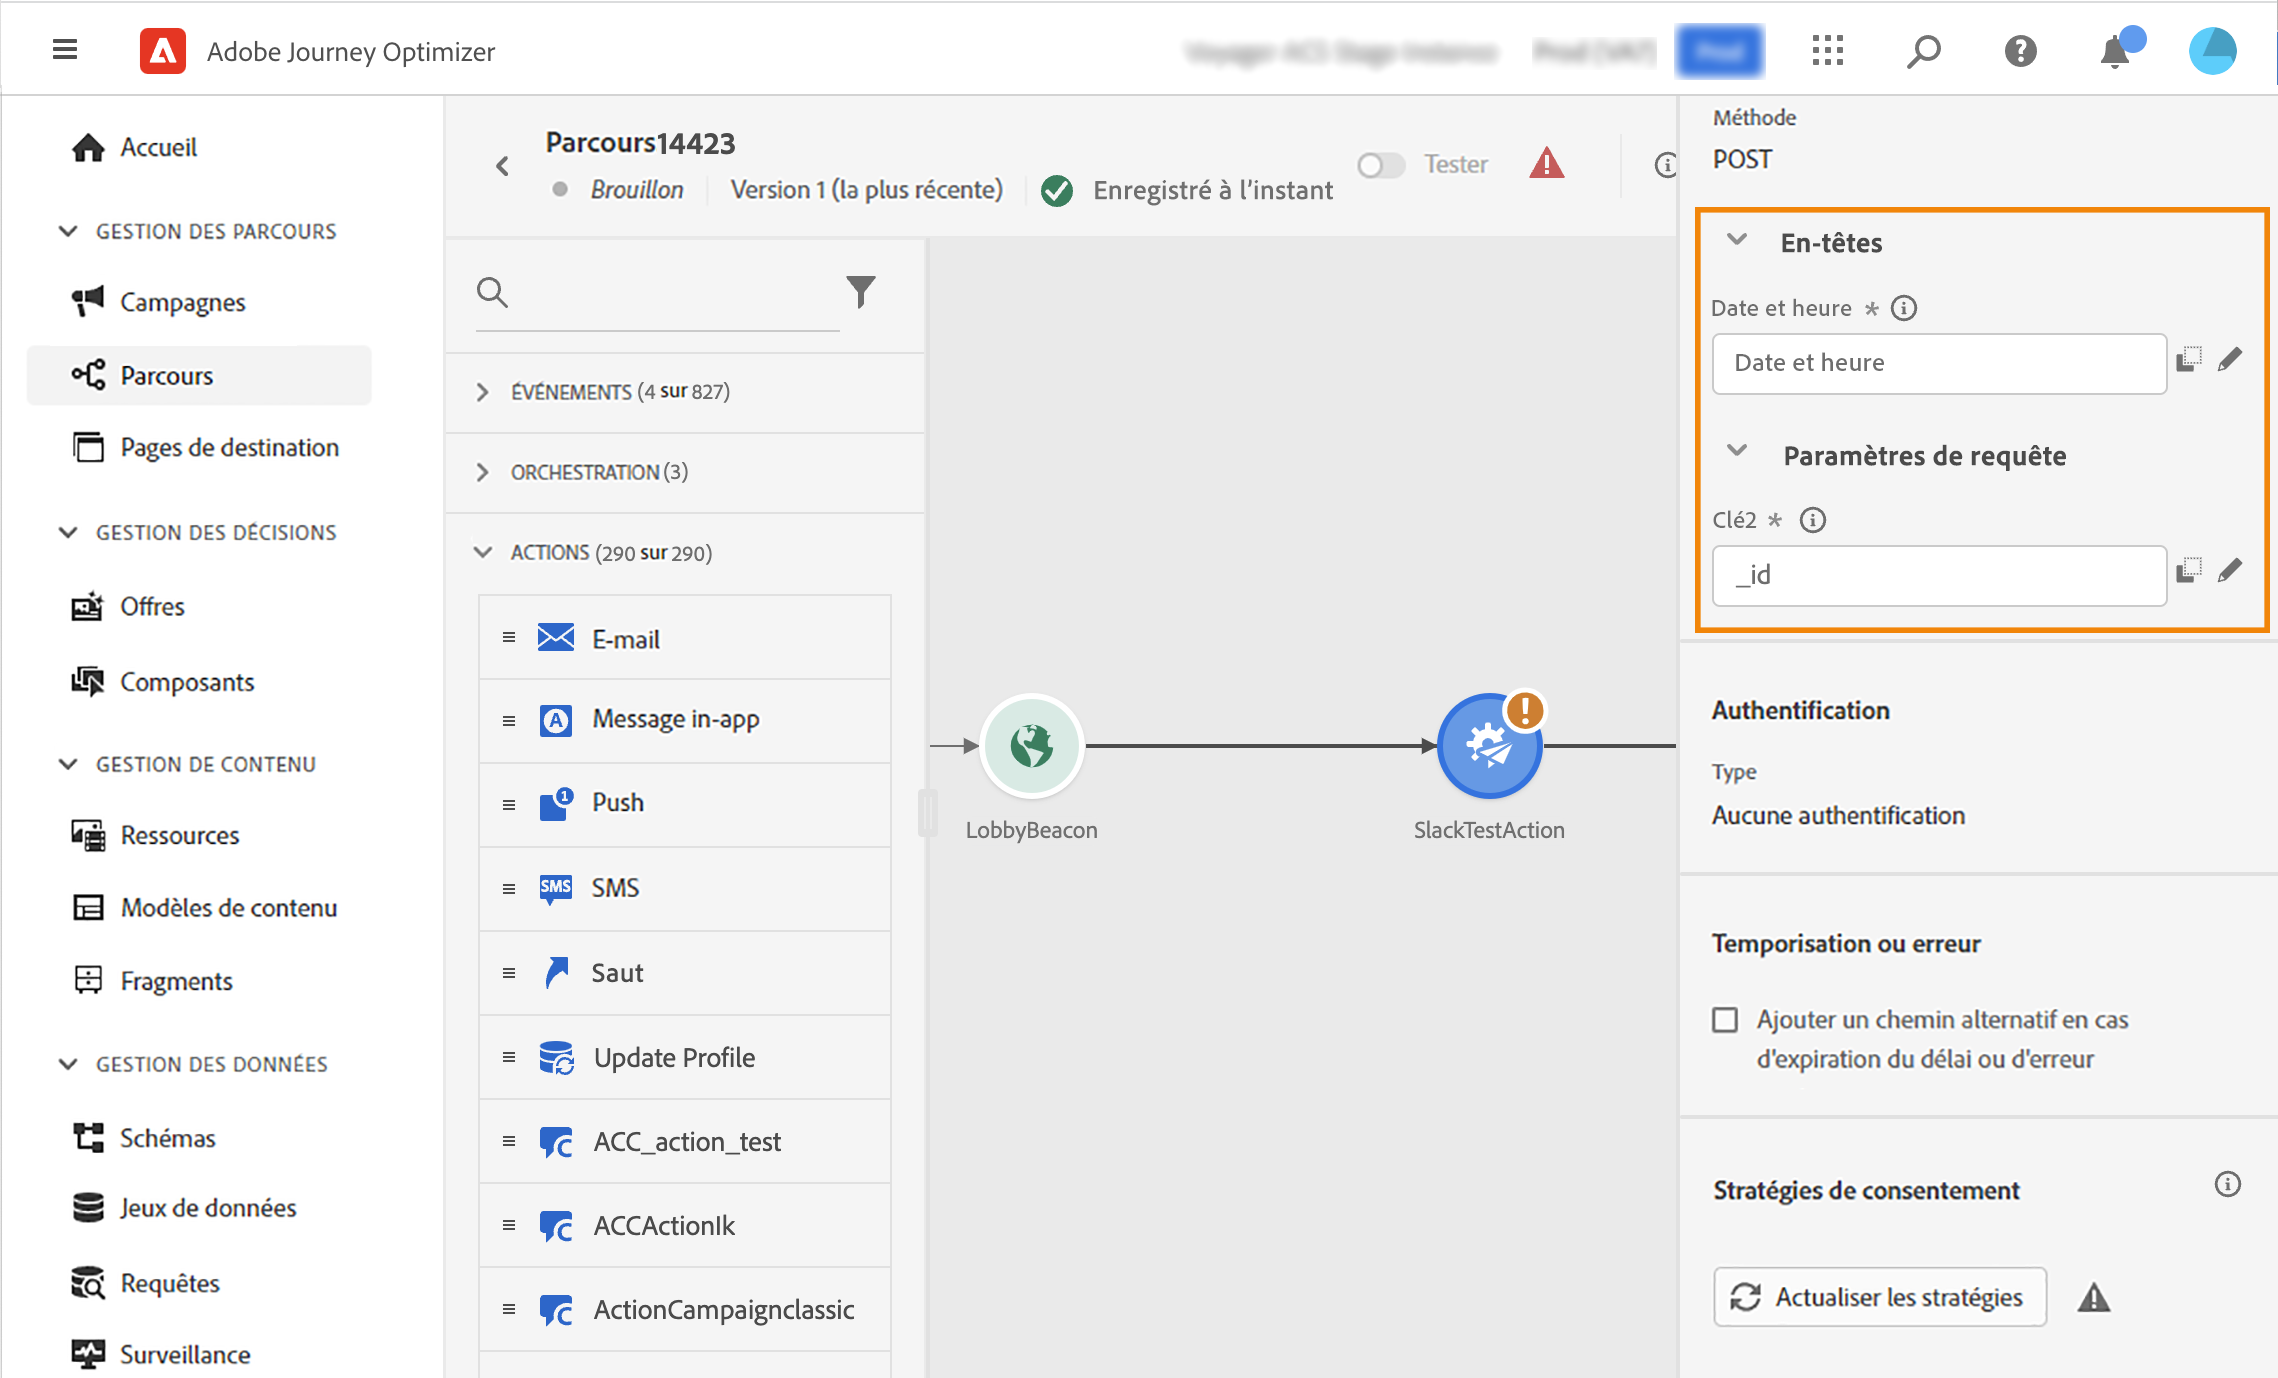 Adobe Journey Optimizer
Accueil
GESTION DES PARCOURS
Campagnes
Parcours
Pages de destination
GESTION DES DÉCISIONS
Offres
Composants
GESTION DE CONTENU
Ressources
Modèles de contenu
Fragments
GESTION DES DONNÉES
Schémas
Jeux de données
Requêtes
Surveillance
Parcours14423
Brouillon
Version 1 (la plus récente)
Enregistré à l'instant
Tester
ÉVÉNEMENTS (4 sur 827)
ORCHESTRATION (3)
ACTIONS (290 sur 290)
E-mail
Message in-app
Push
SMS
SMS
Saut
Update Profile
ACC_action_test
ACCActionIk
ActionCampaignclassic
LobbyBeacon
SlackTestAction
Méthode
POST
En-têtes
Date et heure *
Date et heure
Paramètres de requête
Clé2 *
_id
Authentification
Type
Aucune authentification
Temporisation ou erreur
Ajouter un chemin alternatif en cas
d'expiration du délai ou d'erreur
Stratégies de consentement
Actualiser les stratégies